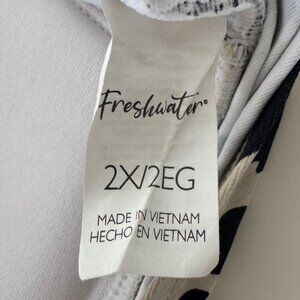 Freshwater®
2X/2EG
MADE IN VIETNAM
HECHO EN VIETNAM